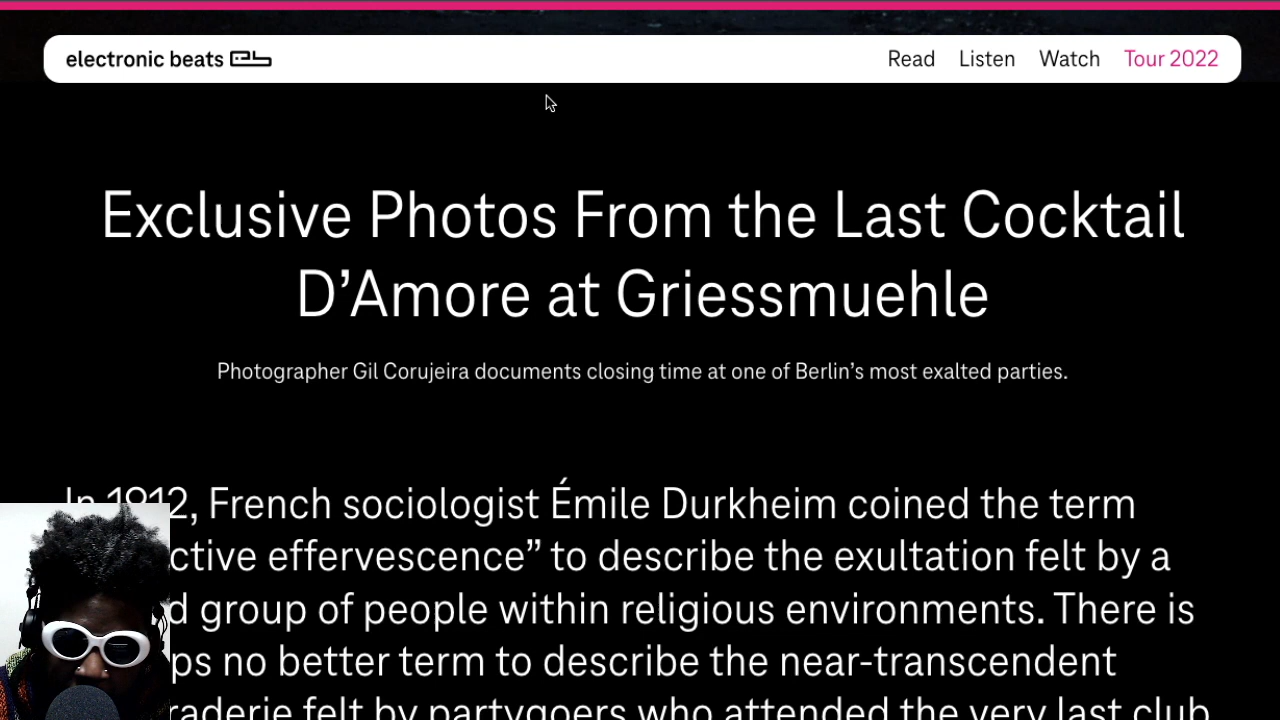 electronic beats
Read Listen Watch Tour 2022
Exclusive Photos From the Last Cocktail
D’Amore at Griessmuehle
Photographer Gil Corujeira documents closing time at one of Berlin’s most exalted parties.
In 1912, French sociologist Émile Durkheim coined the term
ctive effervescence” to describe the exultation felt by a
d group of people within religious environments. There is
ps no better term to describe the near-transcendent
raderie felt by partygoers who attended the very last club